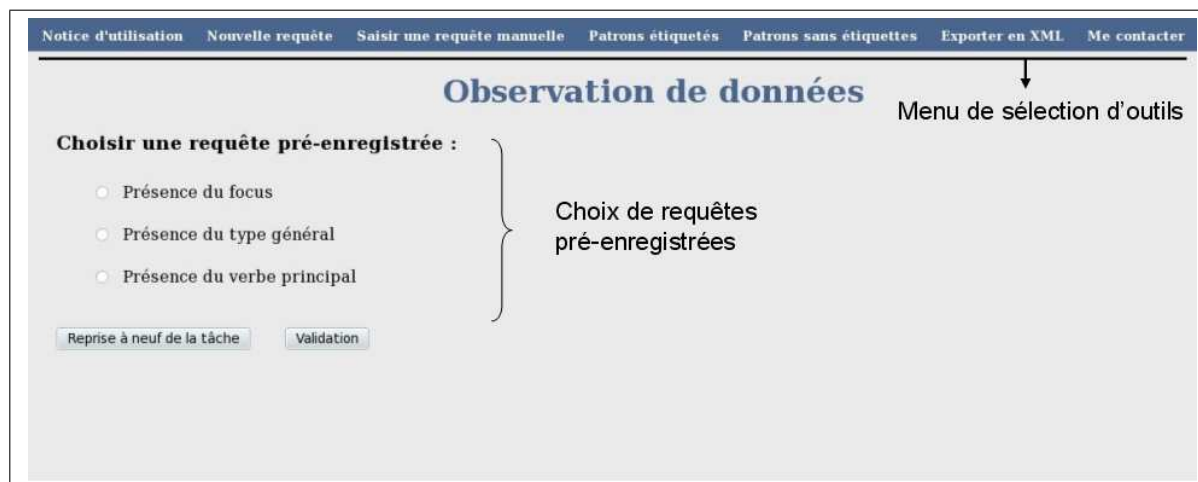 Notice d'utilisation Nouvelle requête Saisir une requête manuelle Patrons étiquetés Patrons sans étiquettes Exporter en XML Me contacter
Observation de données
Menu de sélection d'outils
Choisir une requête pré-enregistrée :
Présence du focus
Présence du type général
Présence du verbe principal
Choix de requêtes
pré-enregistrées
Reprise à neuf de la tâche Validation